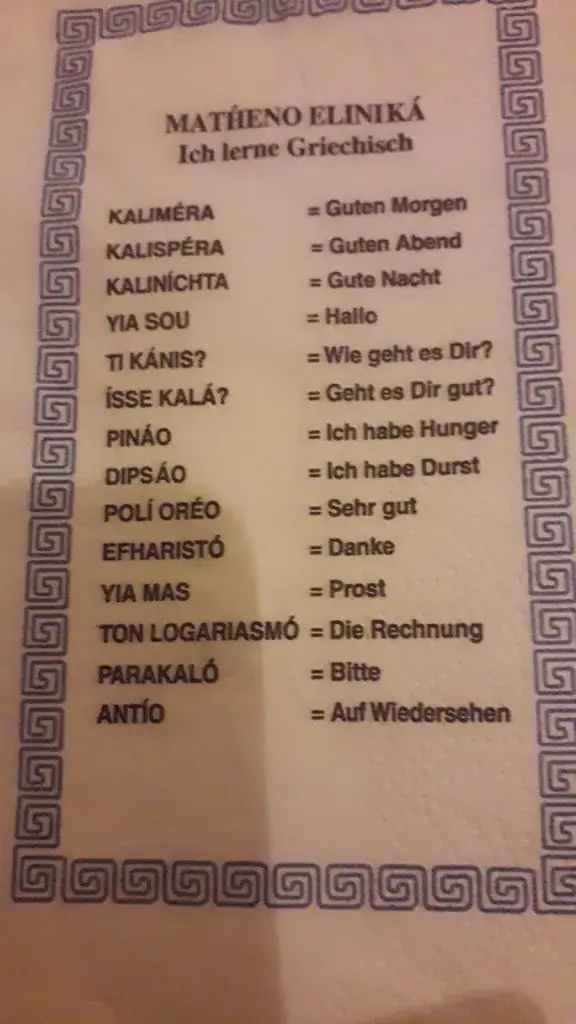 MATH́ENO ELINIKÁ
Ich lerne Griechisch
KALIMÉRA = Guten Morgen
KALISPÉRA = Guten Abend
KALINÍCHTA = Gute Nacht
YIA SOU = Hallo
TI KÁNIS? = Wie geht es Dir?
ÍSSE KALÁ? = Geht es Dir gut?
PINÁO = Ich habe Hunger
DIPSÁO = Ich habe Durst
POLÍ ORÉO = Sehr gut
EFHARISTÓ = Danke
YIA MAS = Prost
TON LOGARIASMÓ = Die Rechnung
PARAKALÓ = Bitte
ANTÍO = Auf Wiedersehen